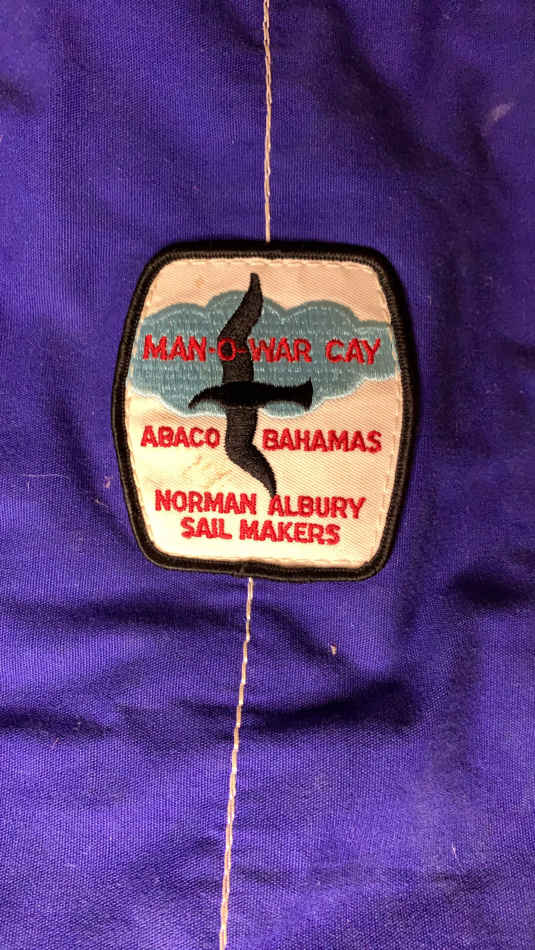 MAN-O-WAR CAY
ABACO BAHAMAS
NORMAN ALBURY
SAIL MAKERS